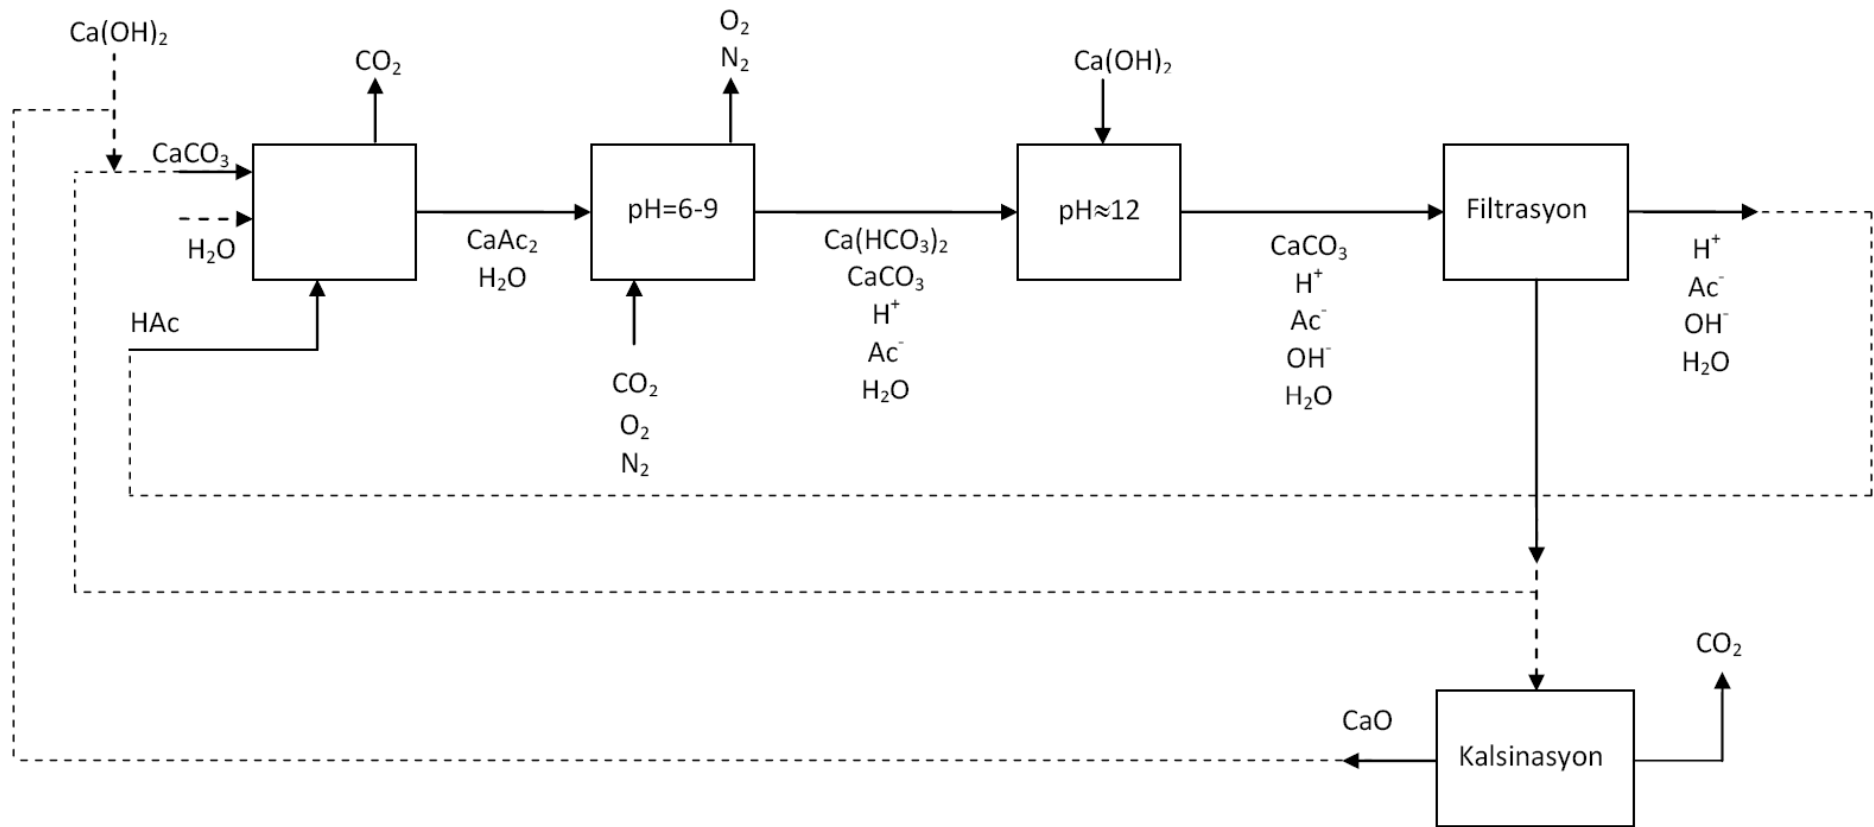 Ca(OH)₂
CO₂
O₂
N₂
Ca(OH)₂
CaCO₃
H₂O
HAc
CaAc₂
H₂O
pH=6-9
CO₂
O₂
N₂
Ca(HCO₃)₂
CaCO₃
H⁺
Ac⁻
H₂O
pH≈12
CaCO₃
H⁺
Ac⁻
OH⁻
H₂O
Filtrasyon
H⁺
Ac⁻
OH⁻
H₂O
CO₂
CaO
Kalsinasyon